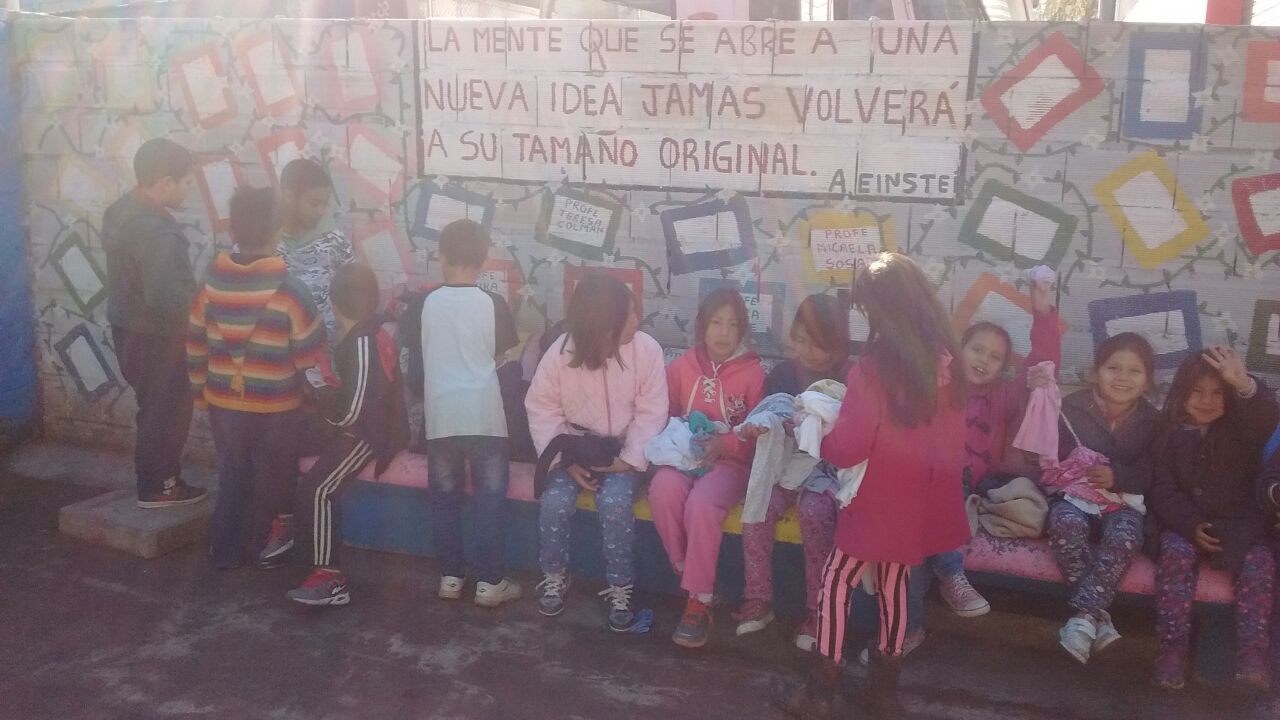 LA MENTE QUE SE ABRE A UNA
NUEVA IDEA JAMAS VOLVERÁ
A SU TAMAÑO ORIGINAL.
A EINSTE
PROFE
TERESA
COLMAN
PROFE
MICAELA
SOSA